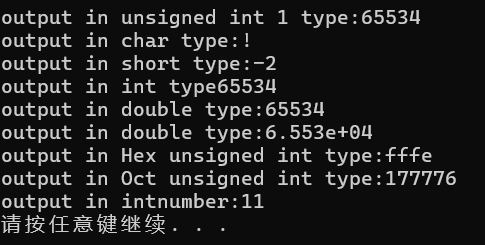 output in unsigned int 1 type:65534
output in char type:!
output in short type:-2
output in int type65534
output in double type:65534
output in double type:6.553e+04
output in Hex unsigned int type:fffe
output in Oct unsigned int type:177776
output in intnumber:11
请按任意键继续. . .